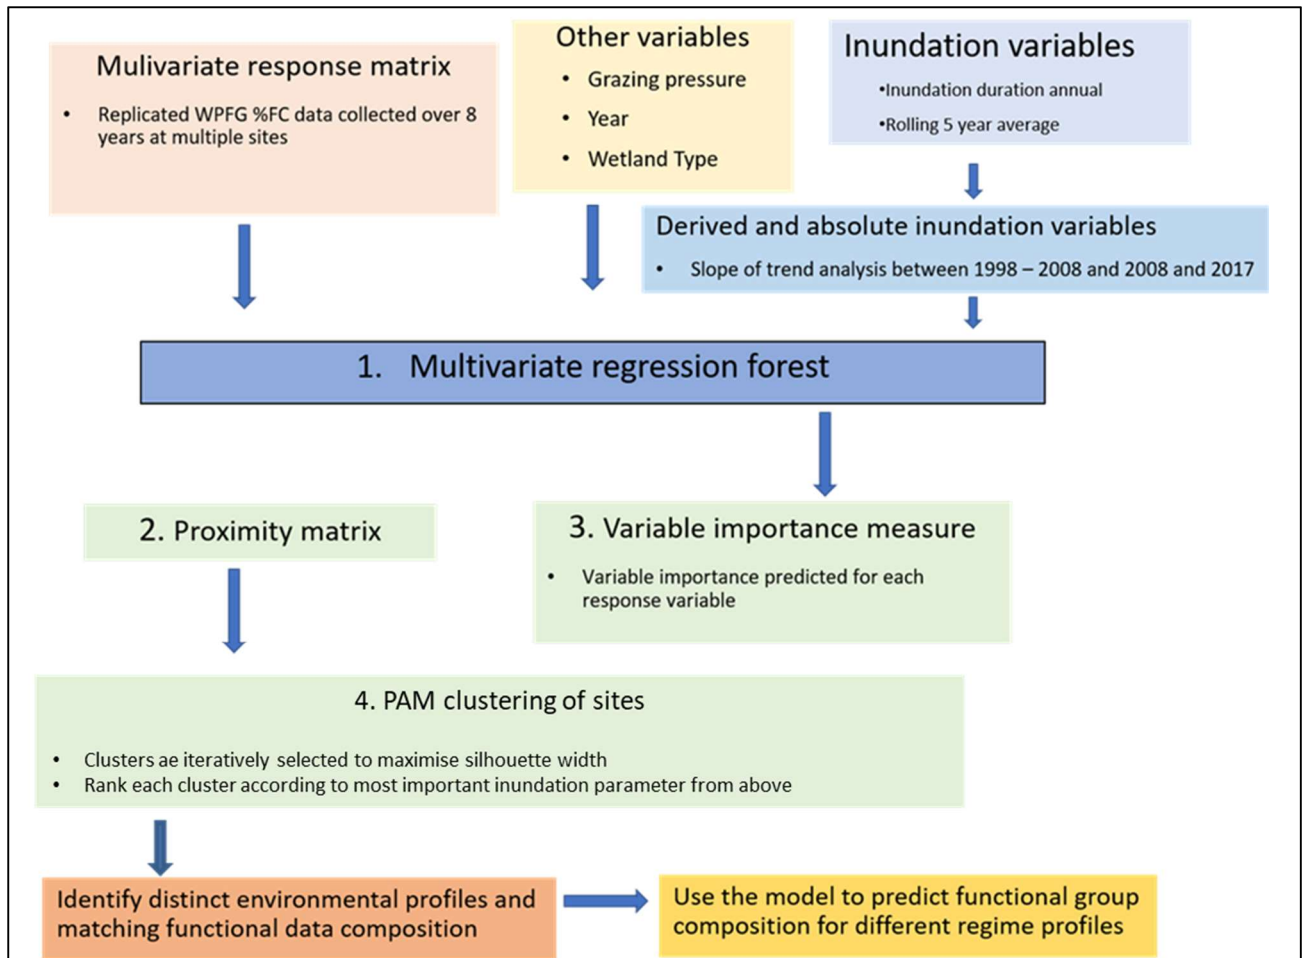 Mulivariate response matrix
• Replicated WPFG %FC data collected over 8
years at multiple sites
Other variables
• Grazing pressure
• Year
• Wetland Type
Inundation variables
•Inundation duration annual
•Rolling 5 year average
Derived and absolute inundation variables
• Slope of trend analysis between 1998 – 2008 and 2008 and 2017
1. Multivariate regression forest
2. Proximity matrix
3. Variable importance measure
• Variable importance predicted for each
response variable
4. PAM clustering of sites
• Clusters ae iteratively selected to maximise silhouette width
• Rank each cluster according to most important inundation parameter from above
Identify distinct environmental profiles and
matching functional data composition
Use the model to predict functional group
composition for different regime profiles